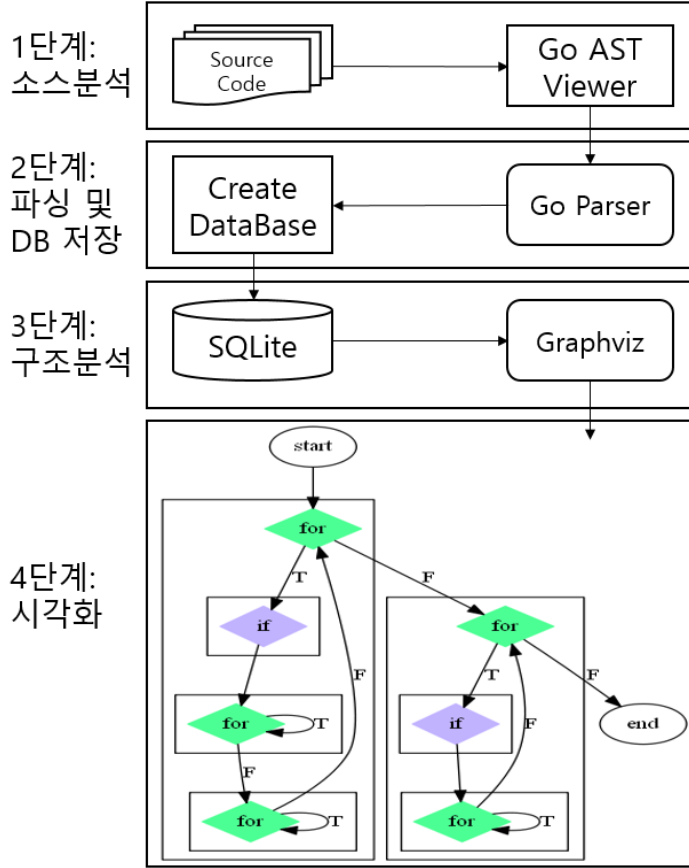 1단계:
소스분석
Source
Code
Go AST
Viewer
2단계:
파싱 및
DB 저장
Create
DataBase
Go Parser
3단계:
구조분석
SQLite
Graphviz
4단계:
시각화
start
for
T
F
if
for
F
T
for
T
F
if
F
end
for
T
F
for
T
for
T